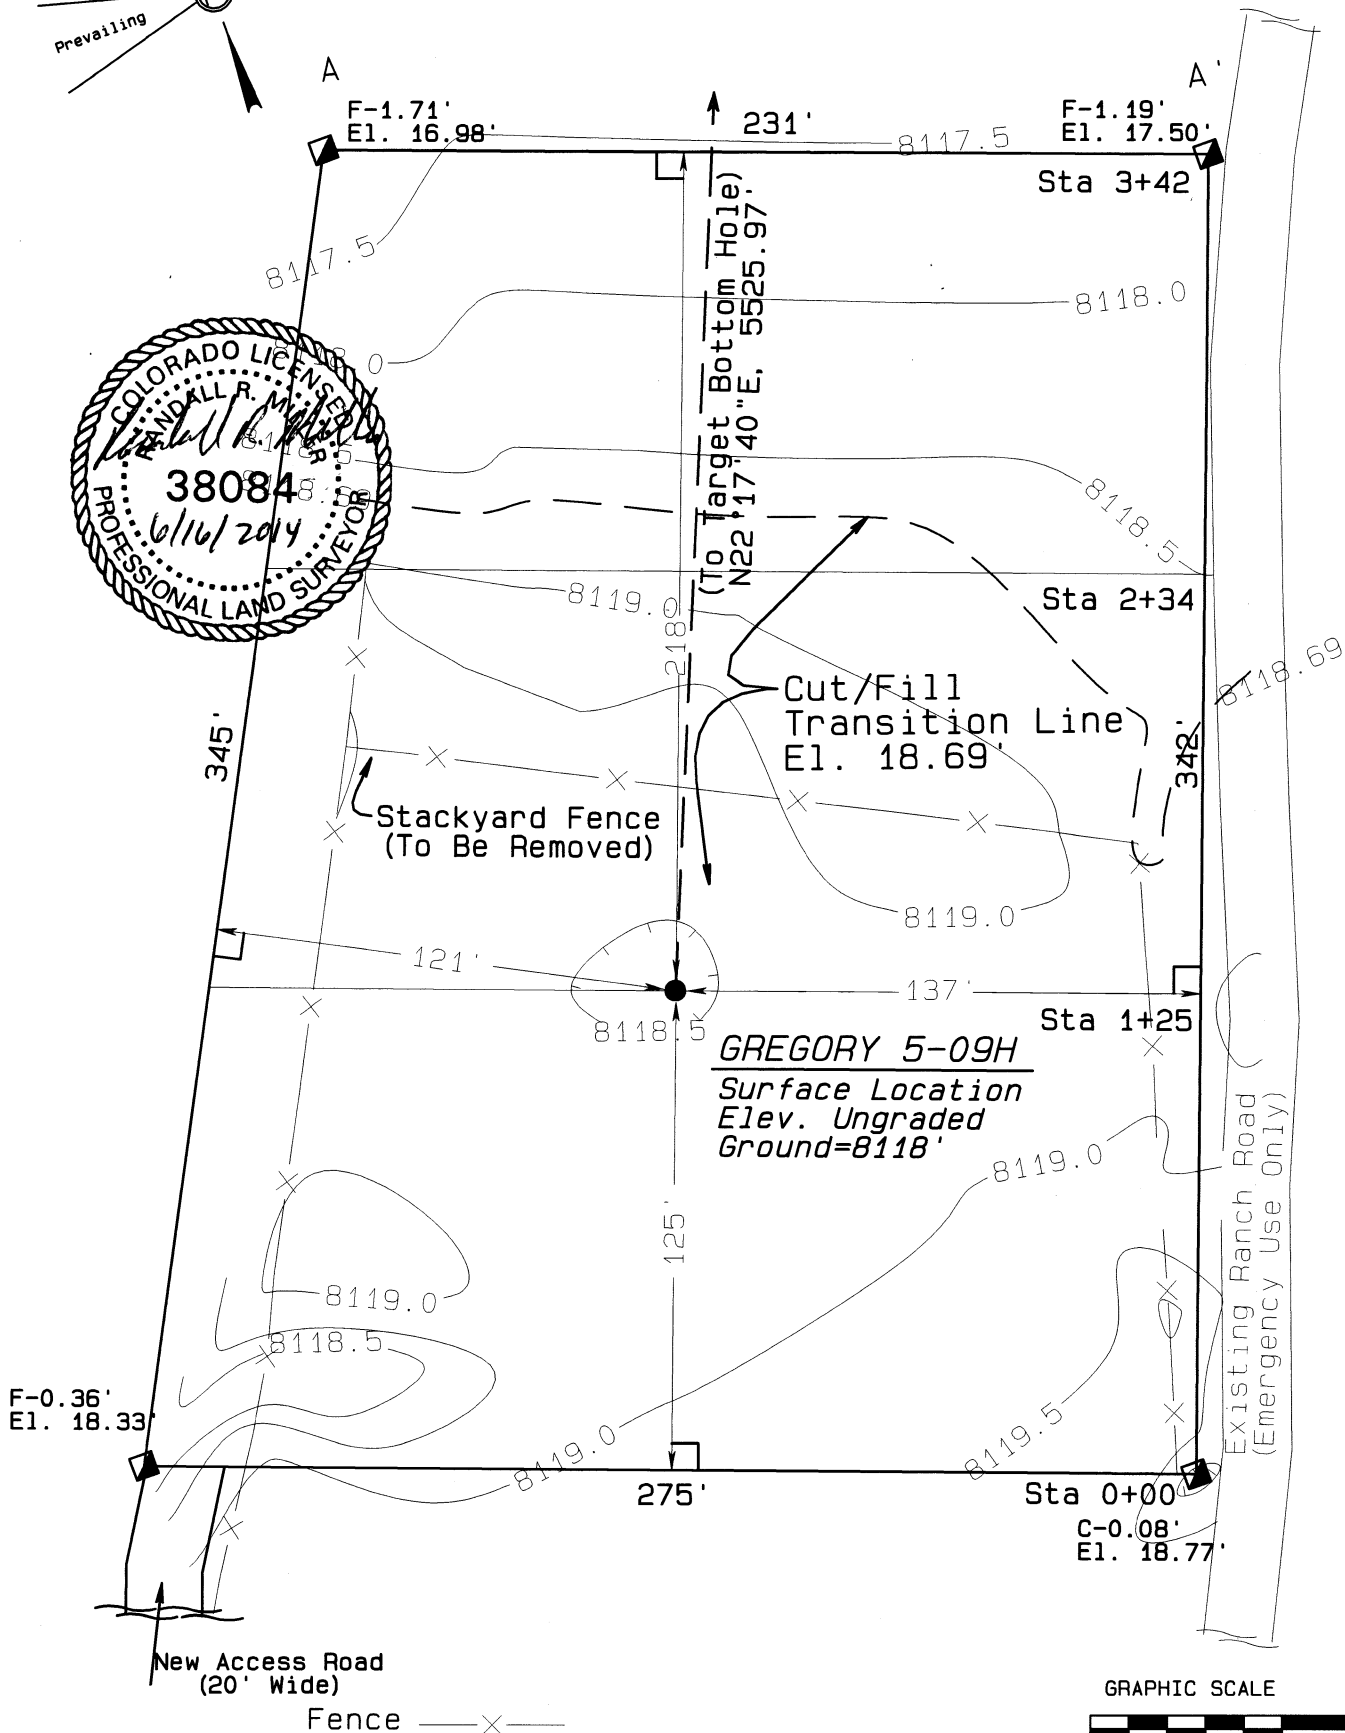 Prevailing
A
A'
F-1.71'
El. 16.98'
231'
F-1.19'
El. 17.50'
8117.5
Sta 3+42
8117.5
(To Target Bottom Hole)
N22°17'40"E, 5525.97'
8118.0
COLORADO LICENSED
RANDALL R. MILLER
38084
6/16/2014
PROFESSIONAL LAND SURVEYOR
8118.5
8119.0
Sta 2+34
218'
8118.69
Cut/Fill
Transition Line
El. 18.69'
345'
342'
Stackyard Fence
(To Be Removed)
8119.0
121'
137'
Sta 1+25
8118.5
GREGORY 5-09H
Surface Location
Elev. Ungraded
Ground=8118'
8119.0
125'
Existing Ranch Road
(Emergency Use Only)
8119.0
8118.5
F-0.36'
El. 18.33'
8119.0
8119.5
275'
Sta 0+00
C-0.08'
El. 18.77'
New Access Road
(20' Wide)
GRAPHIC SCALE
Fence